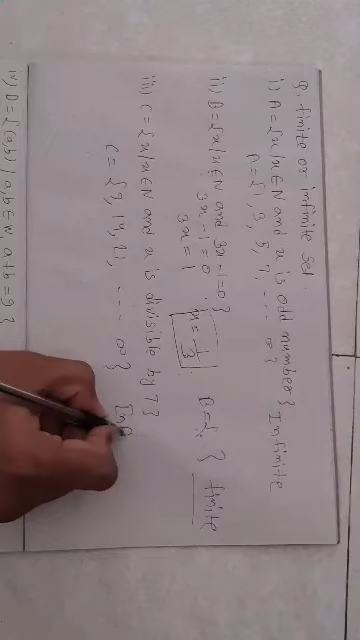 Q. finite or infinite set.
i) A = {x/x∈N and x is odd number} Infinite
A = {1, 3, 5, 7, .... ∞}
ii) B = {x/x∈N and 3x-1=0}
3x-1=0. x = 1/3 B = { } finite
3x = 1
iii) C = {x/x∈N and x is divisible by 7}
C = {7, 14, 21, .... ∞} Inf
iv) D = {(a,b) / a,b∈W a+b=9}